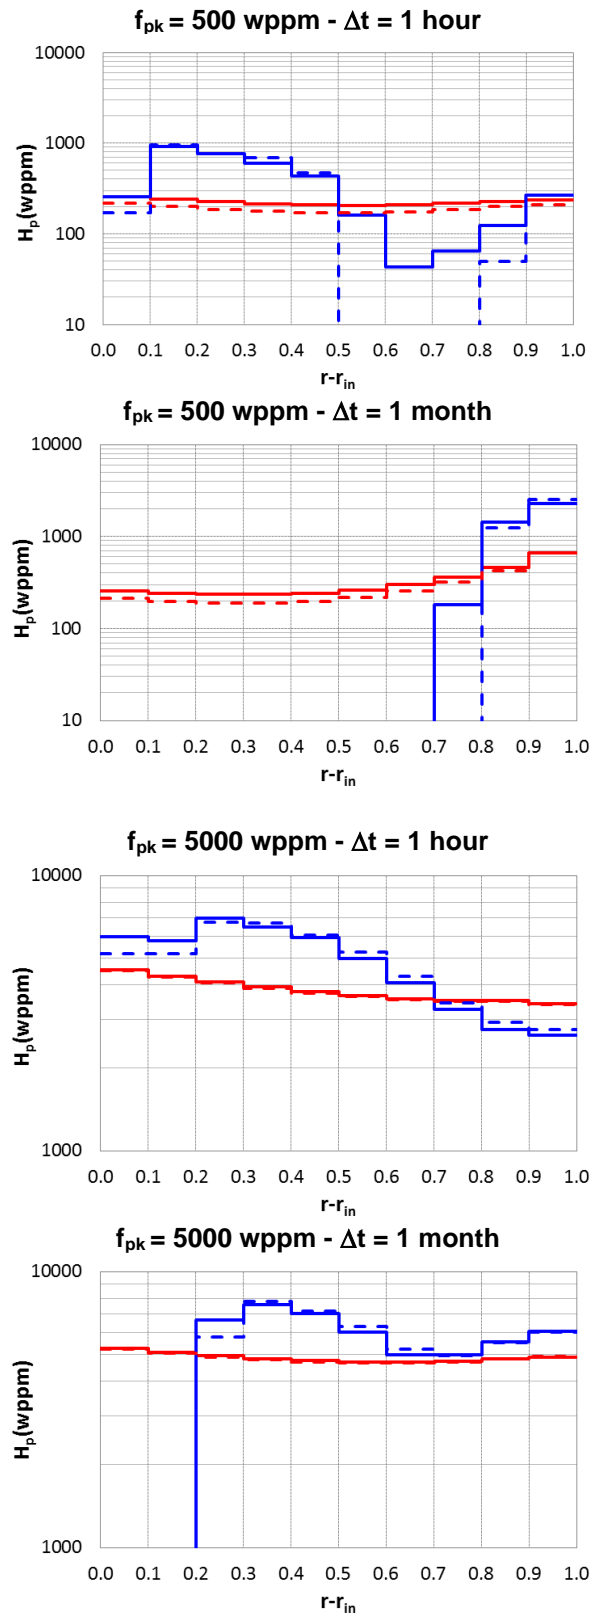 f_pk = 500 wppm - Δt = 1 hour
10000
1000
100
10
H_p(wppm)
0.0 0.1 0.2 0.3 0.4 0.5 0.6 0.7 0.8 0.9 1.0
r-r_in
f_pk = 500 wppm - Δt = 1 month
10000
1000
100
10
H_p(wppm)
0.0 0.1 0.2 0.3 0.4 0.5 0.6 0.7 0.8 0.9 1.0
r-r_in
f_pk = 5000 wppm - Δt = 1 hour
10000
1000
H_p(wppm)
0.0 0.1 0.2 0.3 0.4 0.5 0.6 0.7 0.8 0.9 1.0
r-r_in
f_pk = 5000 wppm - Δt = 1 month
10000
1000
H_p(wppm)
0.0 0.1 0.2 0.3 0.4 0.5 0.6 0.7 0.8 0.9 1.0
r-r_in